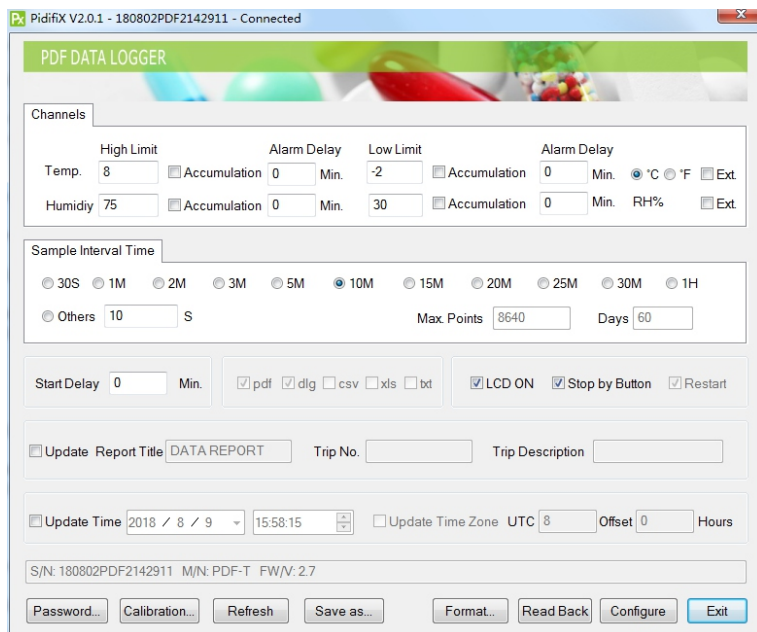 Px PidifiX V2.0.1 - 180802PDF2142911 - Connected
PDF DATA LOGGER
Channels
High Limit Alarm Delay Low Limit Alarm Delay
Temp. 8 Accumulation 0 Min. -2 Accumulation 0 Min. °C °F Ext.
Humidiy 75 Accumulation 0 Min. 30 Accumulation 0 Min. RH% Ext.
Sample Interval Time
30S 1M 2M 3M 5M 10M 15M 20M 25M 30M 1H
Others 10 S Max. Points 8640 Days 60
Start Delay 0 Min. pdf dlg csv xls txt LCD ON Stop by Button Restart
Update Report Title DATA REPORT Trip No. Trip Description
Update Time 2018 / 8 / 9 15:58:15 Update Time Zone UTC 8 Offset 0 Hours
S/N: 180802PDF2142911 M/N: PDF-T FW/V: 2.7
Password... Calibration... Refresh Save as... Format... Read Back Configure Exit